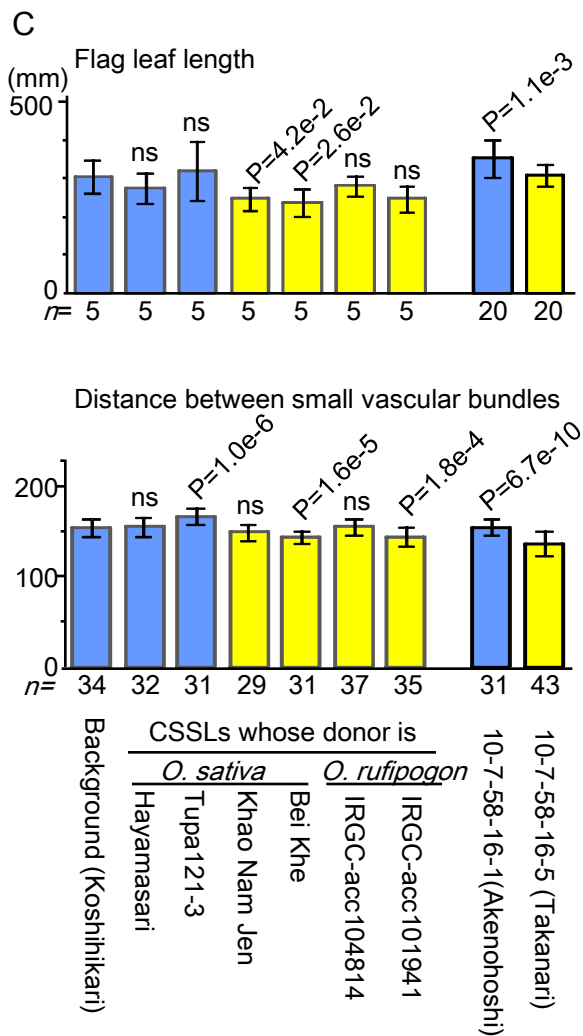 C
Flag leaf length
(mm)
500
0
ns
ns
P=4.2e-2
P=2.6e-2
ns
ns
P=1.1e-3
n= 5 5 5 5 5 5 5 20 20
Distance between small vascular bundles
200
100
0
ns
P=1.0e-6
ns
P=1.6e-5
ns
P=1.8e-4
P=6.7e-10
n= 34 32 31 29 31 37 35 31 43
CSSLs whose donor is
O. sativa O. rufipogon
Background (Koshihikari)
Hayamasari
Tupa121-3
Khao Nam Jen
Bei Khe
IRGC-acc104814
IRGC-acc101941
10-7-58-16-1(Akenohoshi)
10-7-58-16-5 (Takanari)